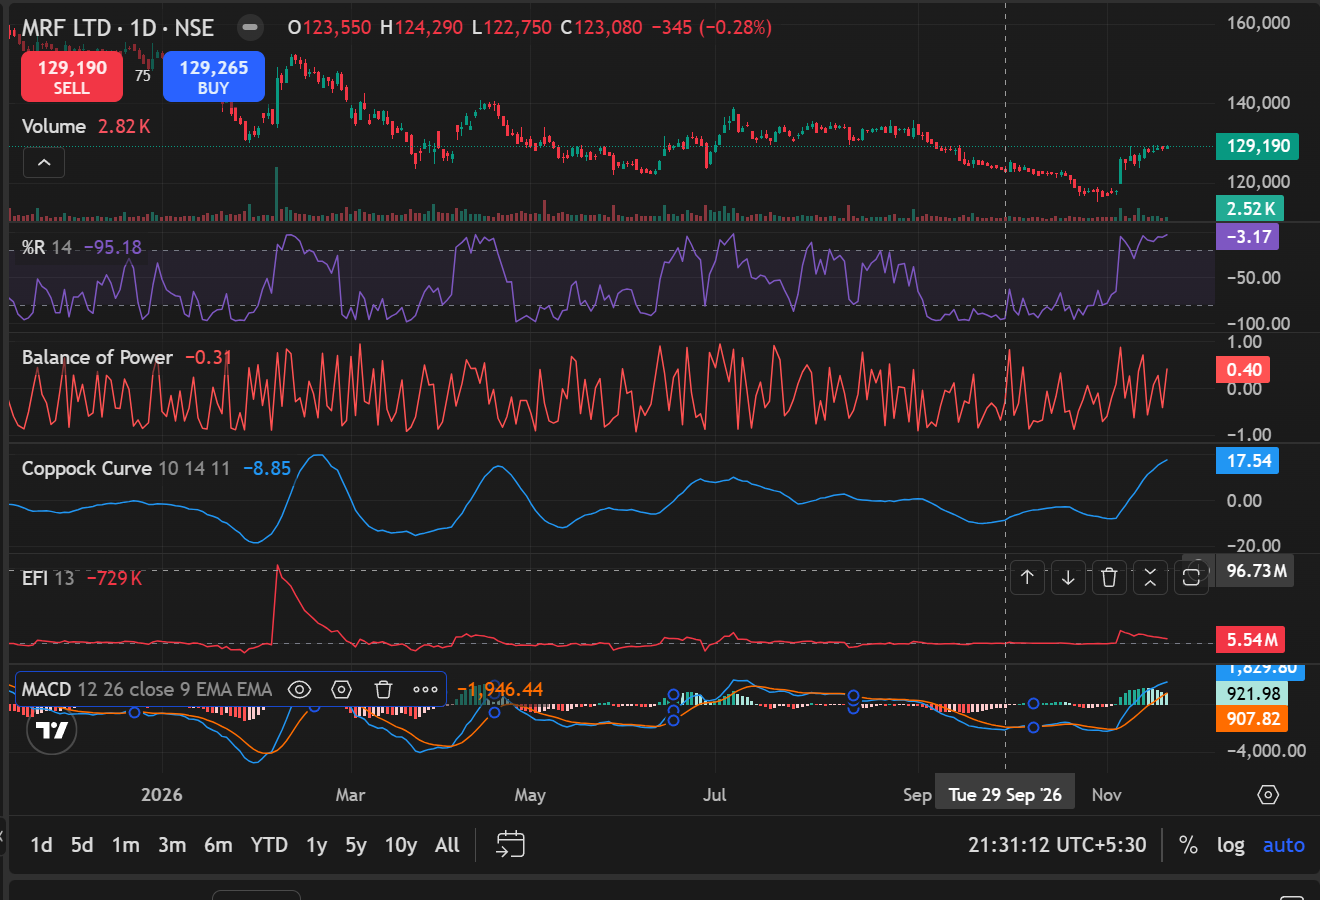 MRF LTD · 1D · NSE O123,550 H124,290 L122,750 C123,080 −345 (−0.28%)
129,190 SELL
75
129,265 BUY
Volume 2.82 K
160,000
140,000
129,190
120,000
2.52 K
%R 14 −95.18
−3.17
−50.00
−100.00
Balance of Power −0.31
1.00
0.40
0.00
−1.00
Coppock Curve 10 14 11 −8.85
17.54
0.00
−20.00
EFI 13 −729 K
96.73 M
5.54 M
MACD 12 26 close 9 EMA EMA −1,946.44
1,829.80
921.98
907.82
−4,000.00
2026 Mar May Jul Sep Tue 29 Sep '26 Nov
1d 5d 1m 3m 6m YTD 1y 5y 10y All 21:31:12 UTC+5:30 % log auto